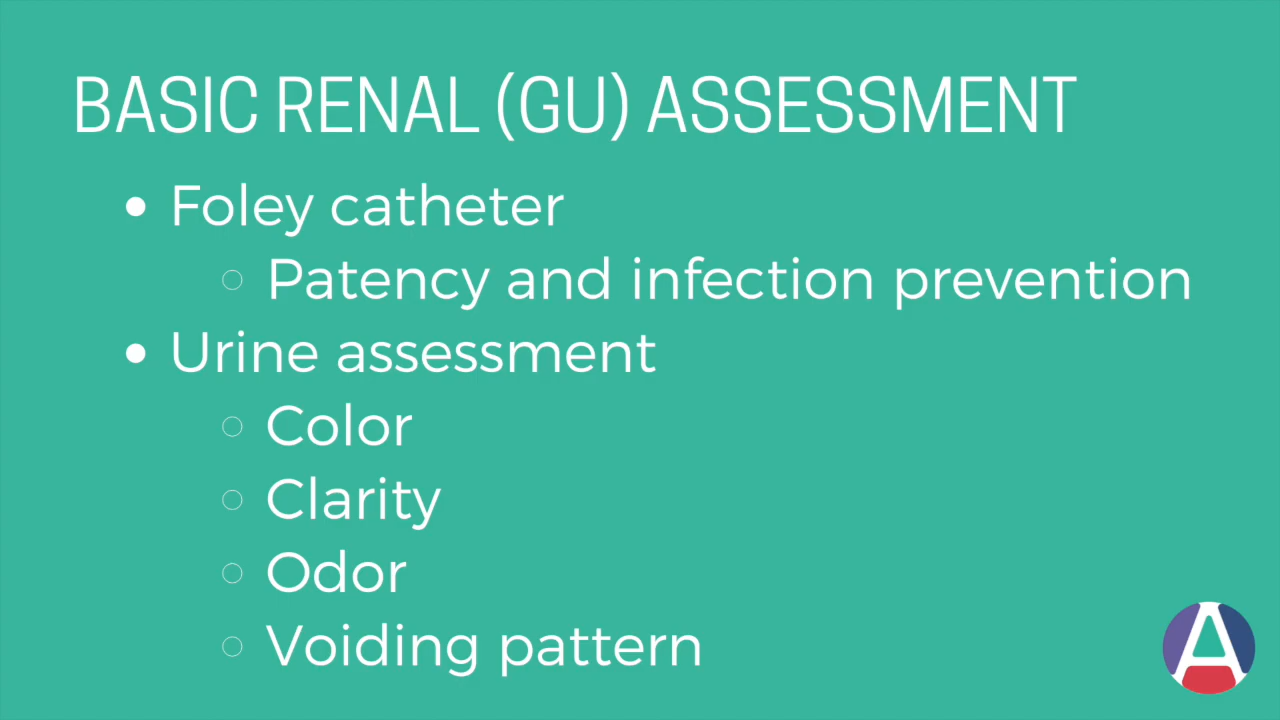 BASIC RENAL (GU) ASSESSMENT
• Foley catheter
○ Patency and infection prevention
• Urine assessment
○ Color
○ Clarity
○ Odor
○ Voiding pattern
A